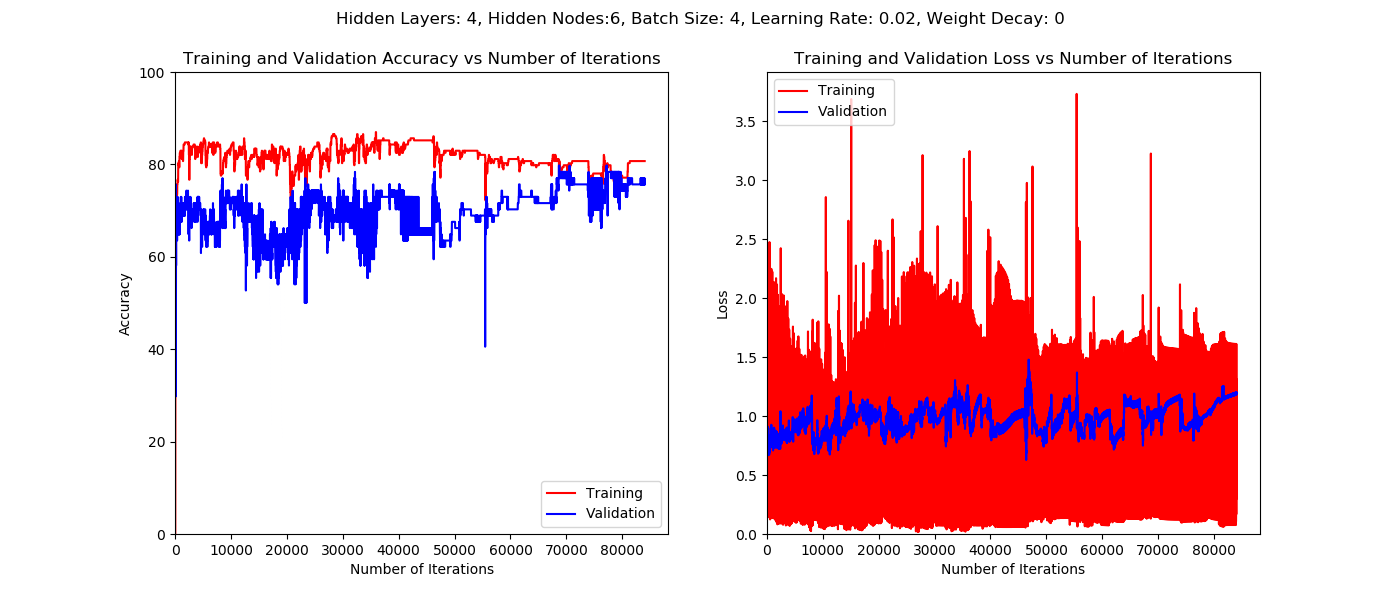 Hidden Layers: 4, Hidden Nodes:6, Batch Size: 4, Learning Rate: 0.02, Weight Decay: 0
Training and Validation Accuracy vs Number of Iterations
100
80
60
40
20
0
Accuracy
0 10000 20000 30000 40000 50000 60000 70000 80000
Number of Iterations
Training
Validation
Training and Validation Loss vs Number of Iterations
Training
Validation
3.5
3.0
2.5
2.0
1.5
1.0
0.5
0.0
Loss
0 10000 20000 30000 40000 50000 60000 70000 80000
Number of Iterations